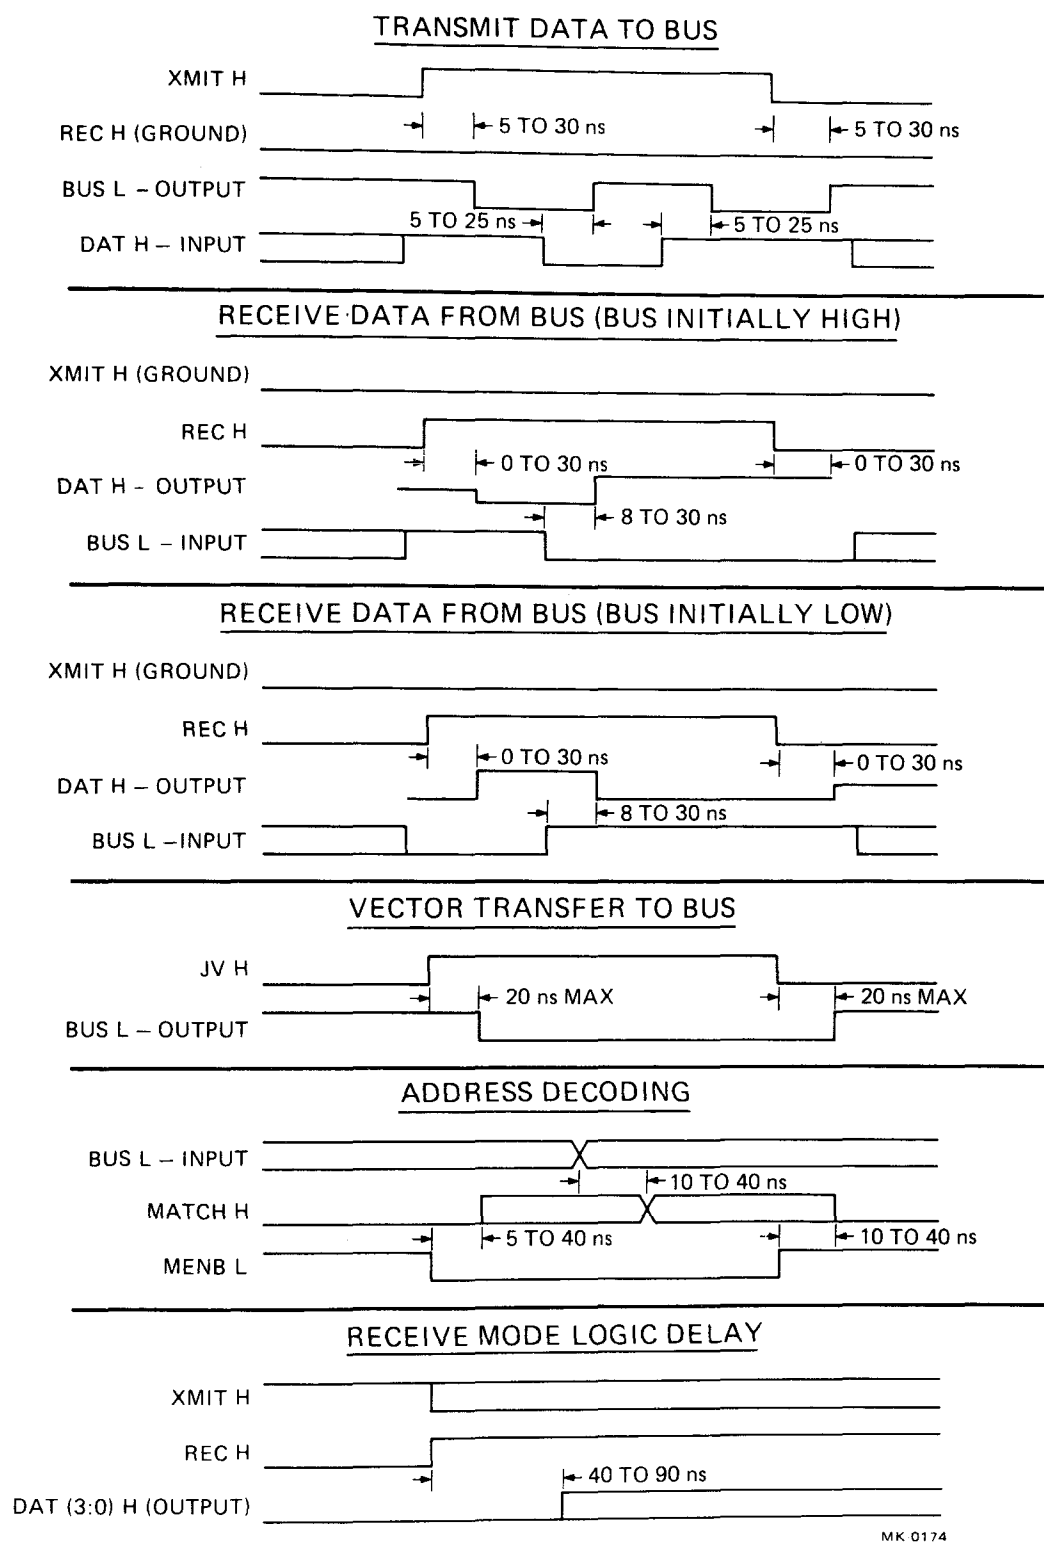 TRANSMIT DATA TO BUS
XMIT H
REC H (GROUND)
5 TO 30 ns
5 TO 30 ns
BUS L – OUTPUT
5 TO 25 ns
5 TO 25 ns
DAT H – INPUT
RECEIVE DATA FROM BUS (BUS INITIALLY HIGH)
XMIT H (GROUND)
REC H
0 TO 30 ns
0 TO 30 ns
DAT H – OUTPUT
8 TO 30 ns
BUS L – INPUT
RECEIVE DATA FROM BUS (BUS INITIALLY LOW)
XMIT H (GROUND)
REC H
0 TO 30 ns
0 TO 30 ns
DAT H – OUTPUT
8 TO 30 ns
BUS L –INPUT
VECTOR TRANSFER TO BUS
JV H
20 ns MAX
20 ns MAX
BUS L – OUTPUT
ADDRESS DECODING
BUS L – INPUT
10 TO 40 ns
MATCH H
5 TO 40 ns
10 TO 40 ns
MENB L
RECEIVE MODE LOGIC DELAY
XMIT H
REC H
40 TO 90 ns
DAT (3:0) H (OUTPUT)
MK 0174